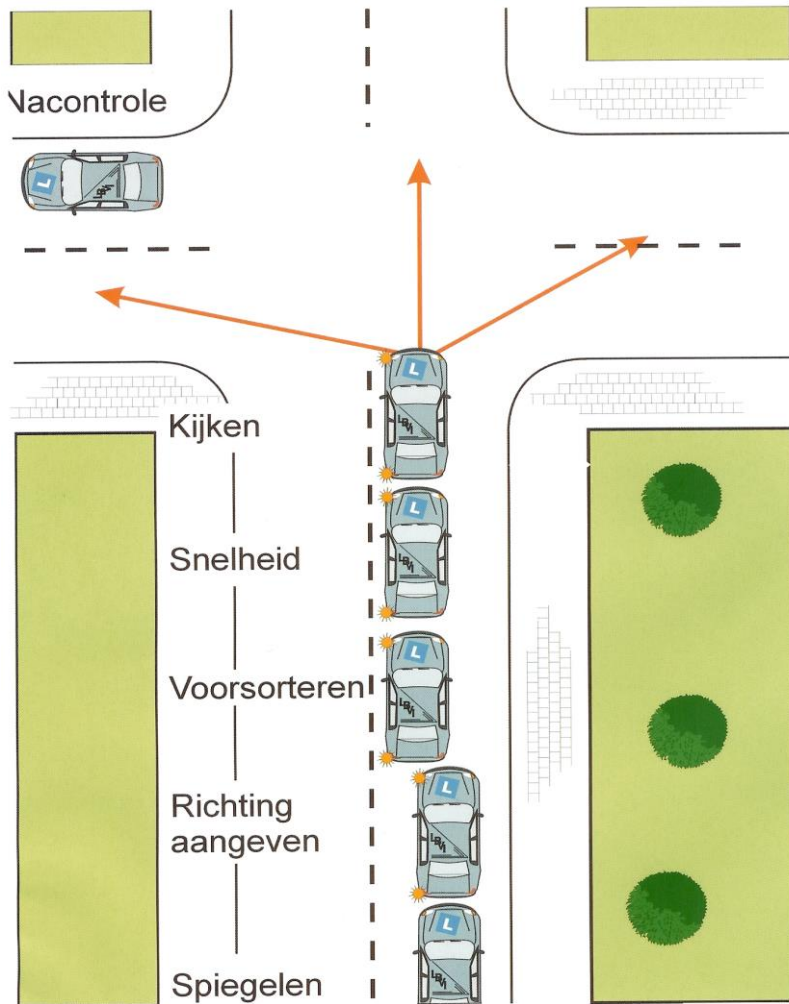 Nacontrole
L
Kijken
L
Snelheid
L
Voorsorteren
L
Richting
aangeven
L
Spiegelen
L